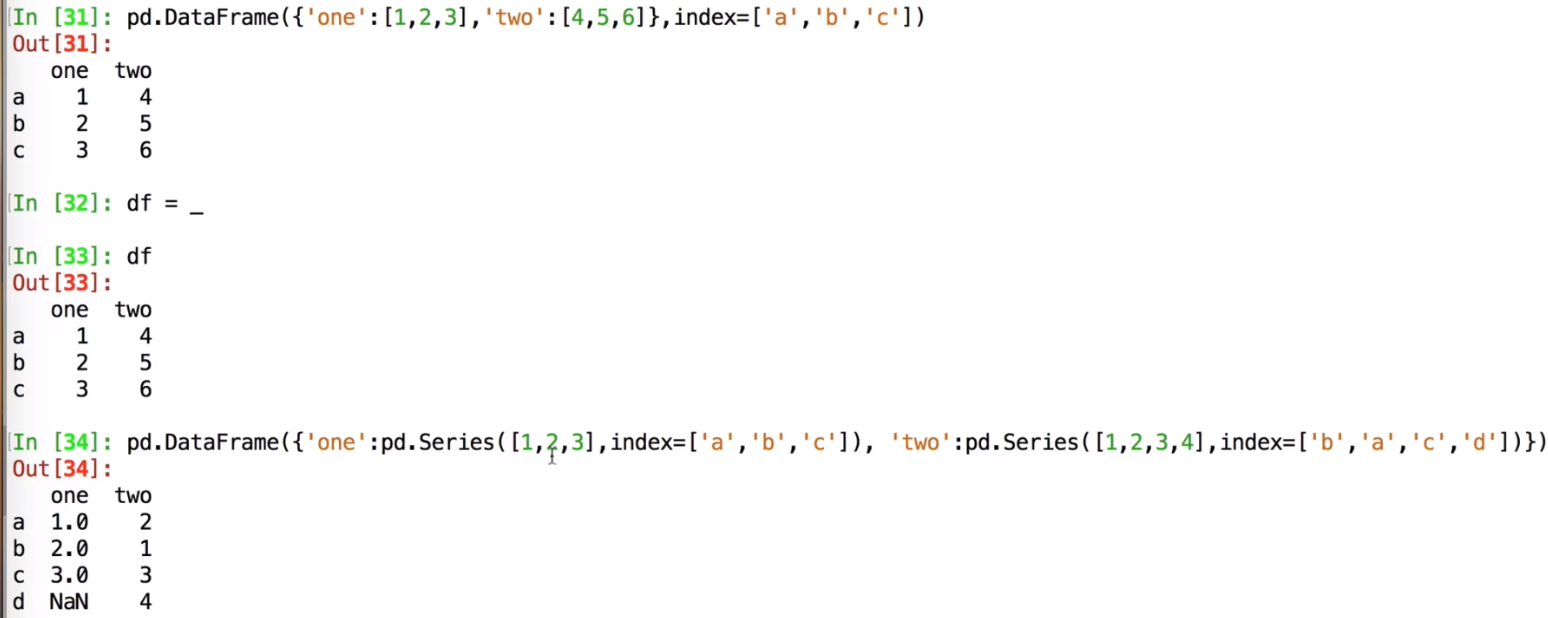 In [31]: pd.DataFrame({'one':[1,2,3],'two':[4,5,6]},index=['a','b','c'])
Out[31]:
   one  two
a    1    4
b    2    5
c    3    6
In [32]: df = _
In [33]: df
Out[33]:
   one  two
a    1    4
b    2    5
c    3    6
In [34]: pd.DataFrame({'one':pd.Series([1,2,3],index=['a','b','c']), 'two':pd.Series([1,2,3,4],index=['b','a','c','d'])})
Out[34]:
   one  two
a  1.0    2
b  2.0    1
c  3.0    3
d  NaN    4